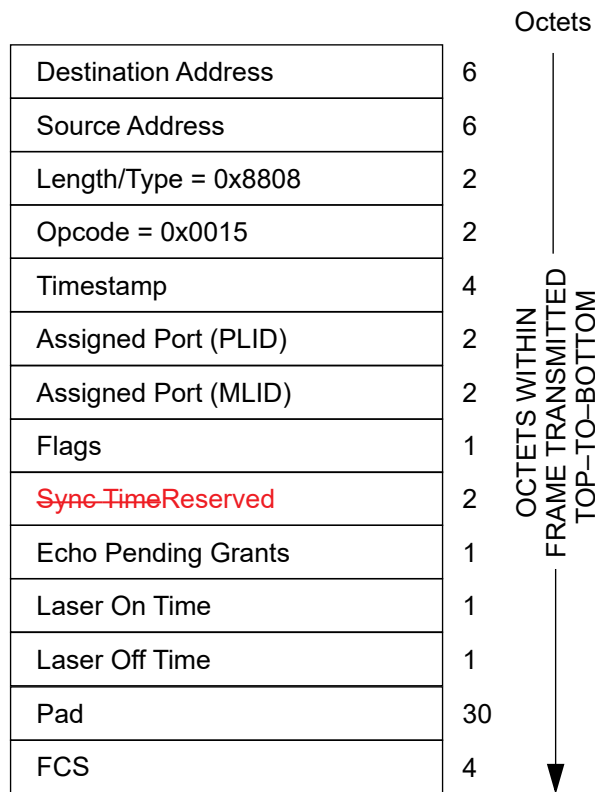 Octets
Destination Address 6
Source Address 6
Length/Type = 0x8808 2
Opcode = 0x0015 2
Timestamp 4
Assigned Port (PLID) 2
Assigned Port (MLID) 2
Flags 1
Sync TimeReserved 2
Echo Pending Grants 1
Laser On Time 1
Laser Off Time 1
Pad 30
FCS 4
OCTETS WITHIN
FRAME TRANSMITTED
TOP–TO–BOTTOM